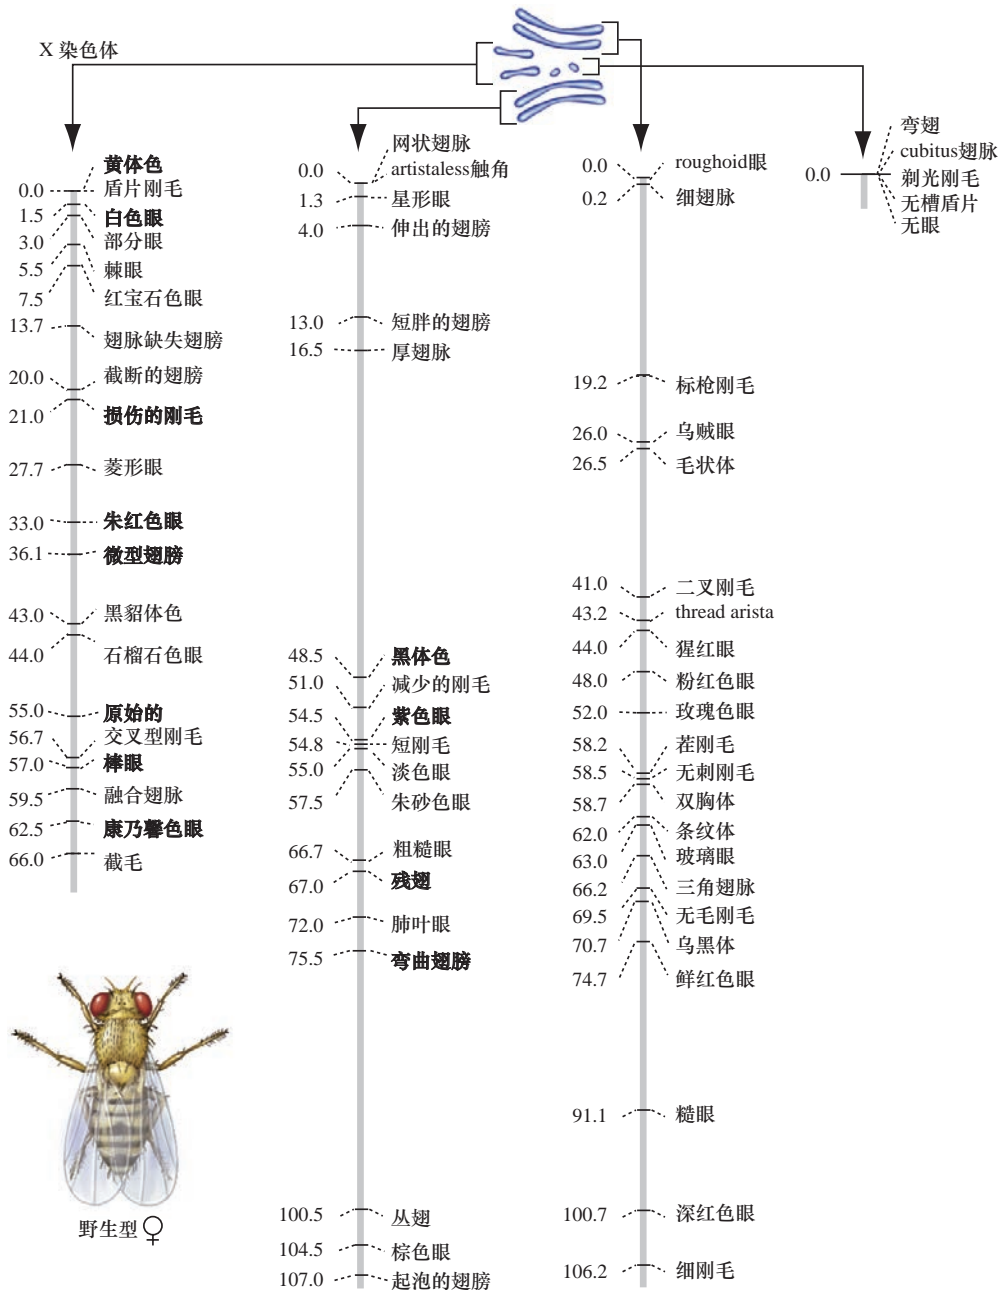 X 染色体
黄体色
0.0 盾片刚毛
1.5 白色眼
3.0 部分眼
5.5 棘眼
7.5 红宝石色眼
13.7 翅脉缺失翅膀
20.0 截断的翅膀
21.0 损伤的刚毛
27.7 菱形眼
33.0 朱红色眼
36.1 微型翅膀
43.0 黑貂体色
44.0 石榴石色眼
55.0 原始的
56.7 交叉型刚毛
57.0 棒眼
59.5 融合翅脉
62.5 康乃馨色眼
66.0 截毛
野生型♀
网状翅脉
0.0 artistaless触角
1.3 星形眼
4.0 伸出的翅膀
13.0 短胖的翅膀
16.5 厚翅脉
48.5 黑体色
51.0 减少的刚毛
54.5 紫色眼
54.8 短刚毛
55.0 淡色眼
57.5 朱砂色眼
66.7 粗糙眼
67.0 残翅
72.0 肺叶眼
75.5 弯曲翅膀
100.5 丛翅
104.5 棕色眼
107.0 起泡的翅膀
0.0 roughoid眼
0.2 细翅脉
19.2 标枪刚毛
26.0 乌贼眼
26.5 毛状体
41.0 二叉刚毛
43.2 thread arista
44.0 猩红眼
48.0 粉红色眼
52.0 玫瑰色眼
58.2 茬刚毛
58.5 无刺刚毛
58.7 双胸体
62.0 条纹体
63.0 玻璃眼
66.2 三角翅脉
69.5 无毛刚毛
70.7 乌黑体
74.7 鲜红色眼
91.1 糙眼
100.7 深红色眼
106.2 细刚毛
弯翅
cubitus翅脉
0.0 剃光刚毛
无槽盾片
无眼